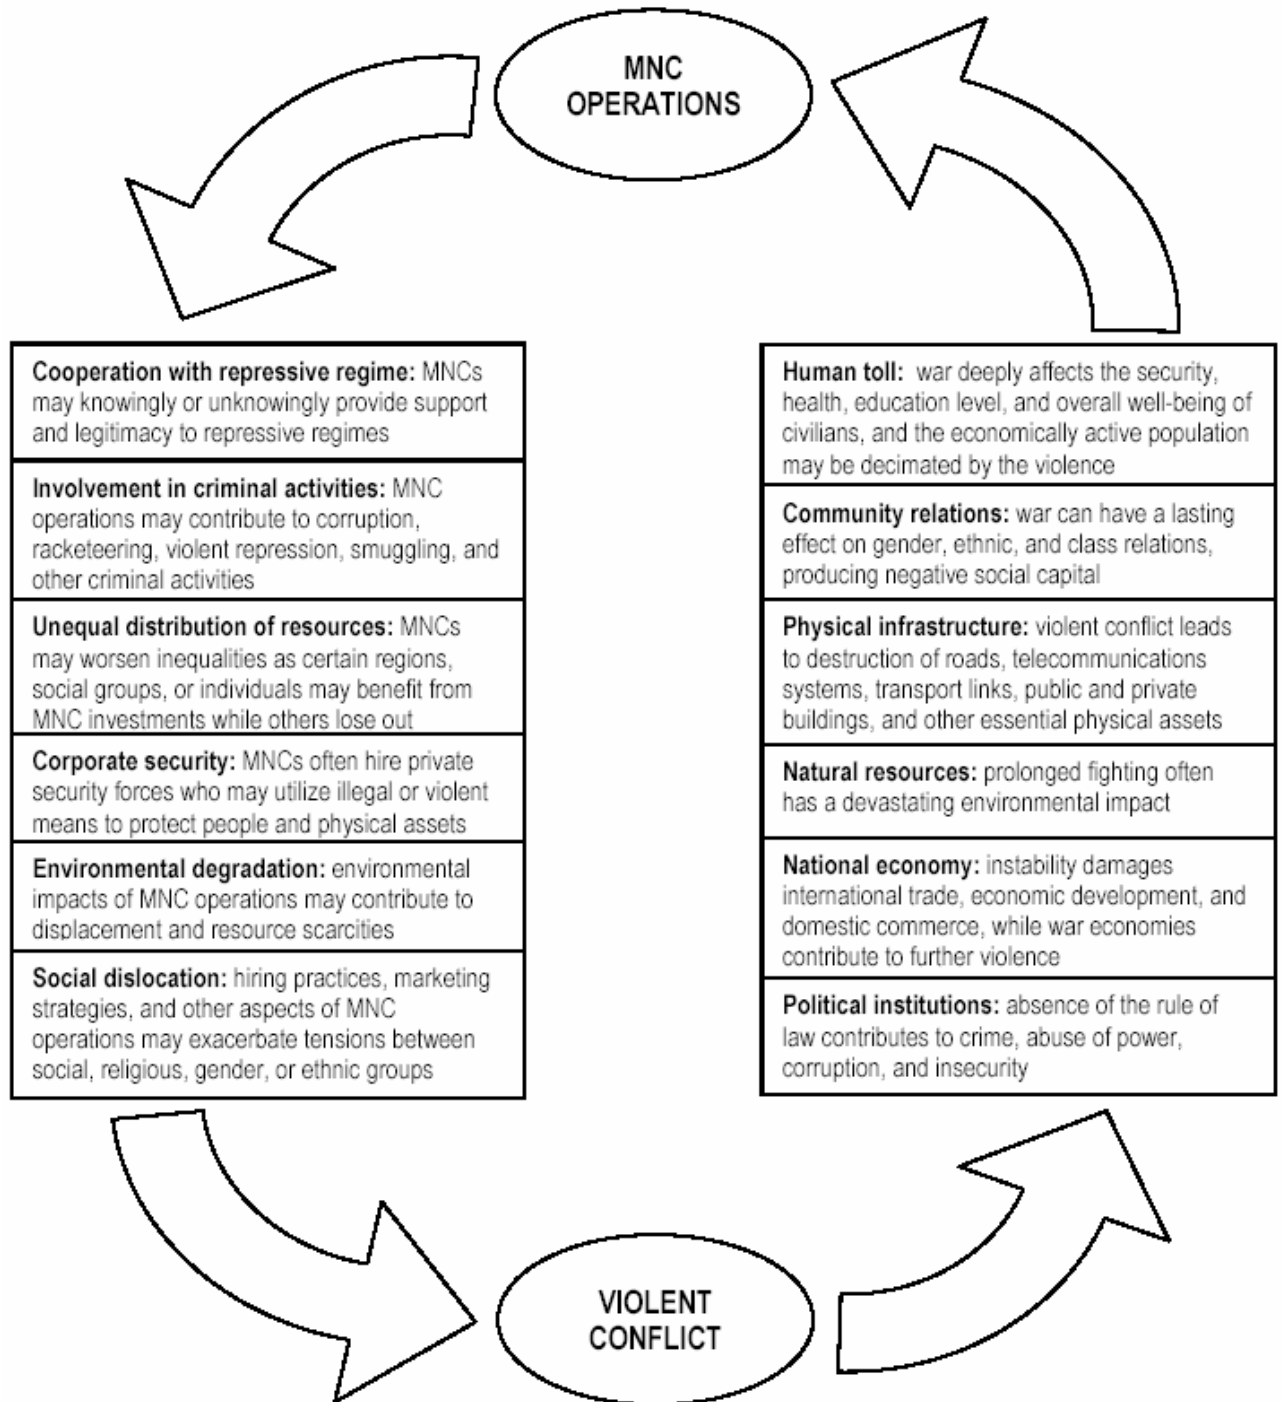 MNC
OPERATIONS
Cooperation with repressive regime: MNCs
may knowingly or unknowingly provide support
and legitimacy to repressive regimes
Involvement in criminal activities: MNC
operations may contribute to corruption,
racketeering, violent repression, smuggling, and
other criminal activities
Unequal distribution of resources: MNCs
may worsen inequalities as certain regions,
social groups, or individuals may benefit from
MNC investments while others lose out
Corporate security: MNCs often hire private
security forces who may utilize illegal or violent
means to protect people and physical assets
Environmental degradation: environmental
impacts of MNC operations may contribute to
displacement and resource scarcities
Social dislocation: hiring practices, marketing
strategies, and other aspects of MNC
operations may exacerbate tensions between
social, religious, gender, or ethnic groups
Human toll: war deeply affects the security,
health, education level, and overall well-being of
civilians, and the economically active population
may be decimated by the violence
Community relations: war can have a lasting
effect on gender, ethnic, and class relations,
producing negative social capital
Physical infrastructure: violent conflict leads
to destruction of roads, telecommunications
systems, transport links, public and private
buildings, and other essential physical assets
Natural resources: prolonged fighting often
has a devastating environmental impact
National economy: instability damages
international trade, economic development, and
domestic commerce, while war economies
contribute to further violence
Political institutions: absence of the rule of
law contributes to crime, abuse of power,
corruption, and insecurity
VIOLENT
CONFLICT